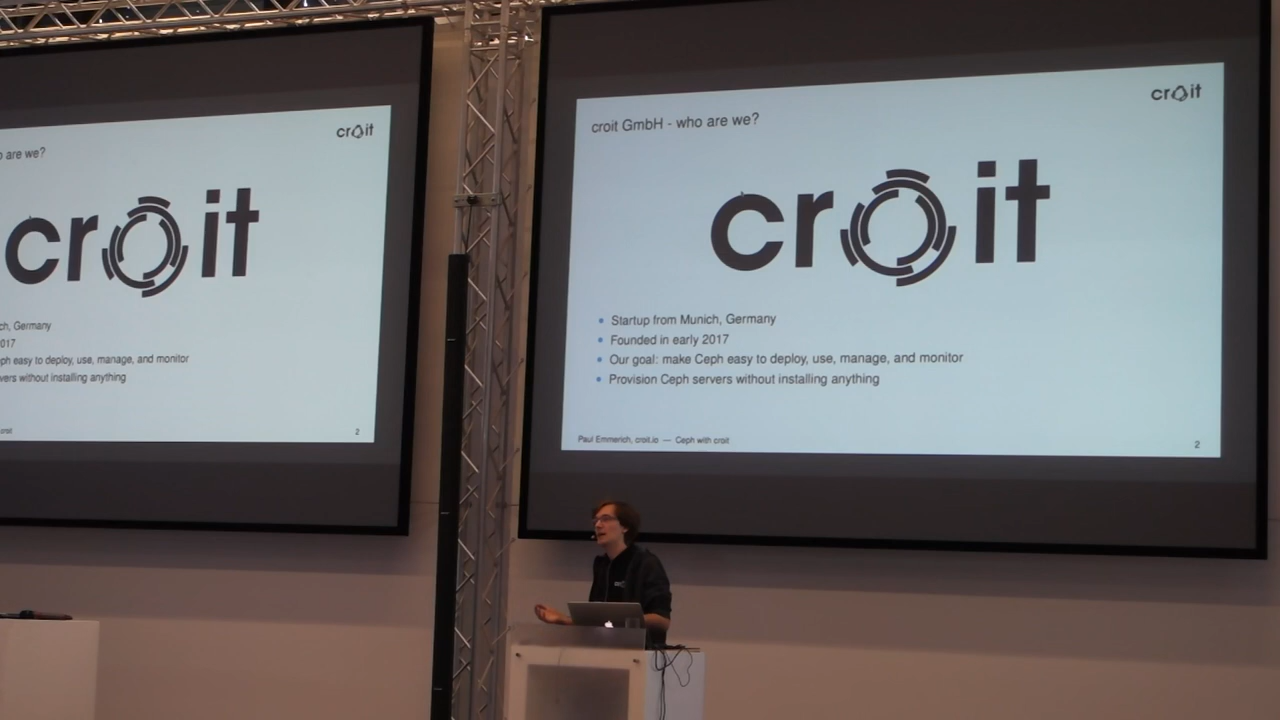 o are we?
croit
croit
ch, Germany
017
ph easy to deploy, use, manage, and monitor
vers without installing anything
croit
2
croit GmbH - who are we?
croit
croit
Startup from Munich, Germany
Founded in early 2017
Our goal: make Ceph easy to deploy, use, manage, and monitor
Provision Ceph servers without installing anything
Paul Emmerich, croit.io — Ceph with croit
2